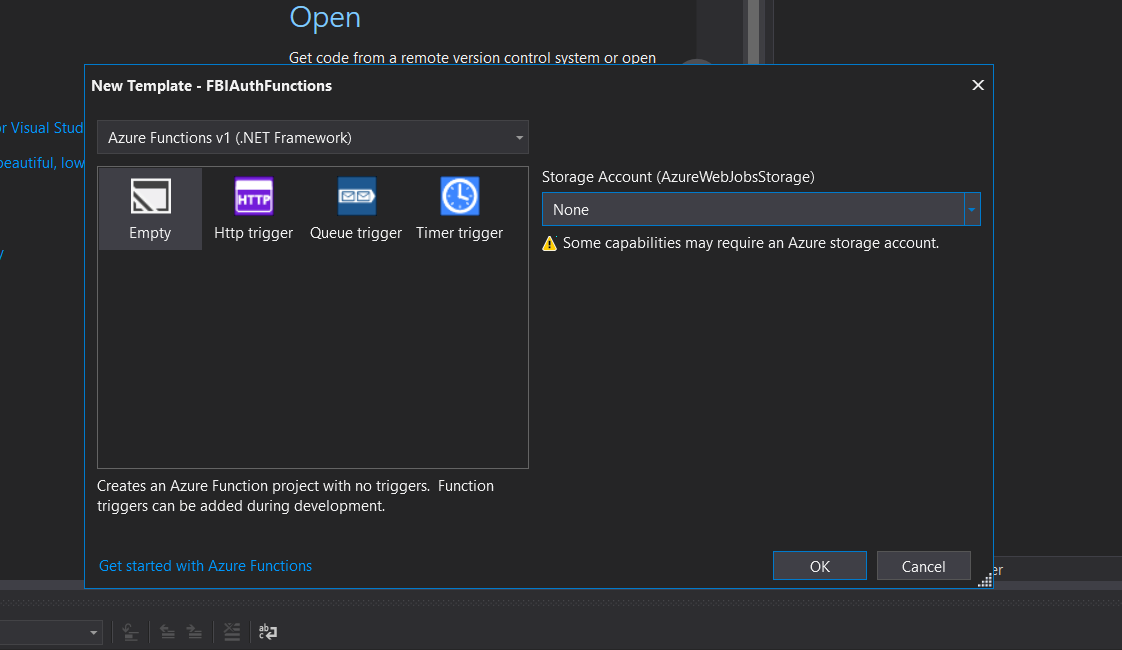 Open
Get code from a remote version control system or open
New Template - FBIAuthFunctions
or Visual Stud
beautiful, low
y
Azure Functions v1 (.NET Framework)
HTTP
Empty
Http trigger
Queue trigger
Timer trigger
Storage Account (AzureWebJobsStorage)
None
Some capabilities may require an Azure storage account.
Creates an Azure Function project with no triggers.  Function
triggers can be added during development.
Get started with Azure Functions
OK
Cancel
er
ab
c